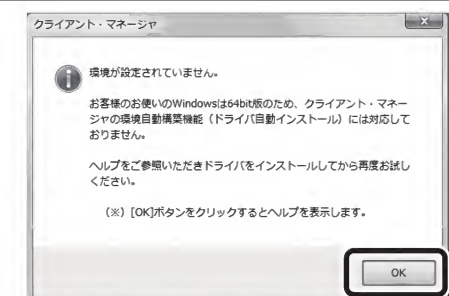 クライアント・マネージャ
環境が設定されていません。
お客様のお使いのWindowsは64bit版のため、クライアント・マネー
ジャの環境自動構築機能（ドライバ自動インストール）には対応して
おりません。
ヘルプをご参照いただきドライバをインストールしてから再度お試し
ください。
（※）[OK]ボタンをクリックするとヘルプを表示します。
OK